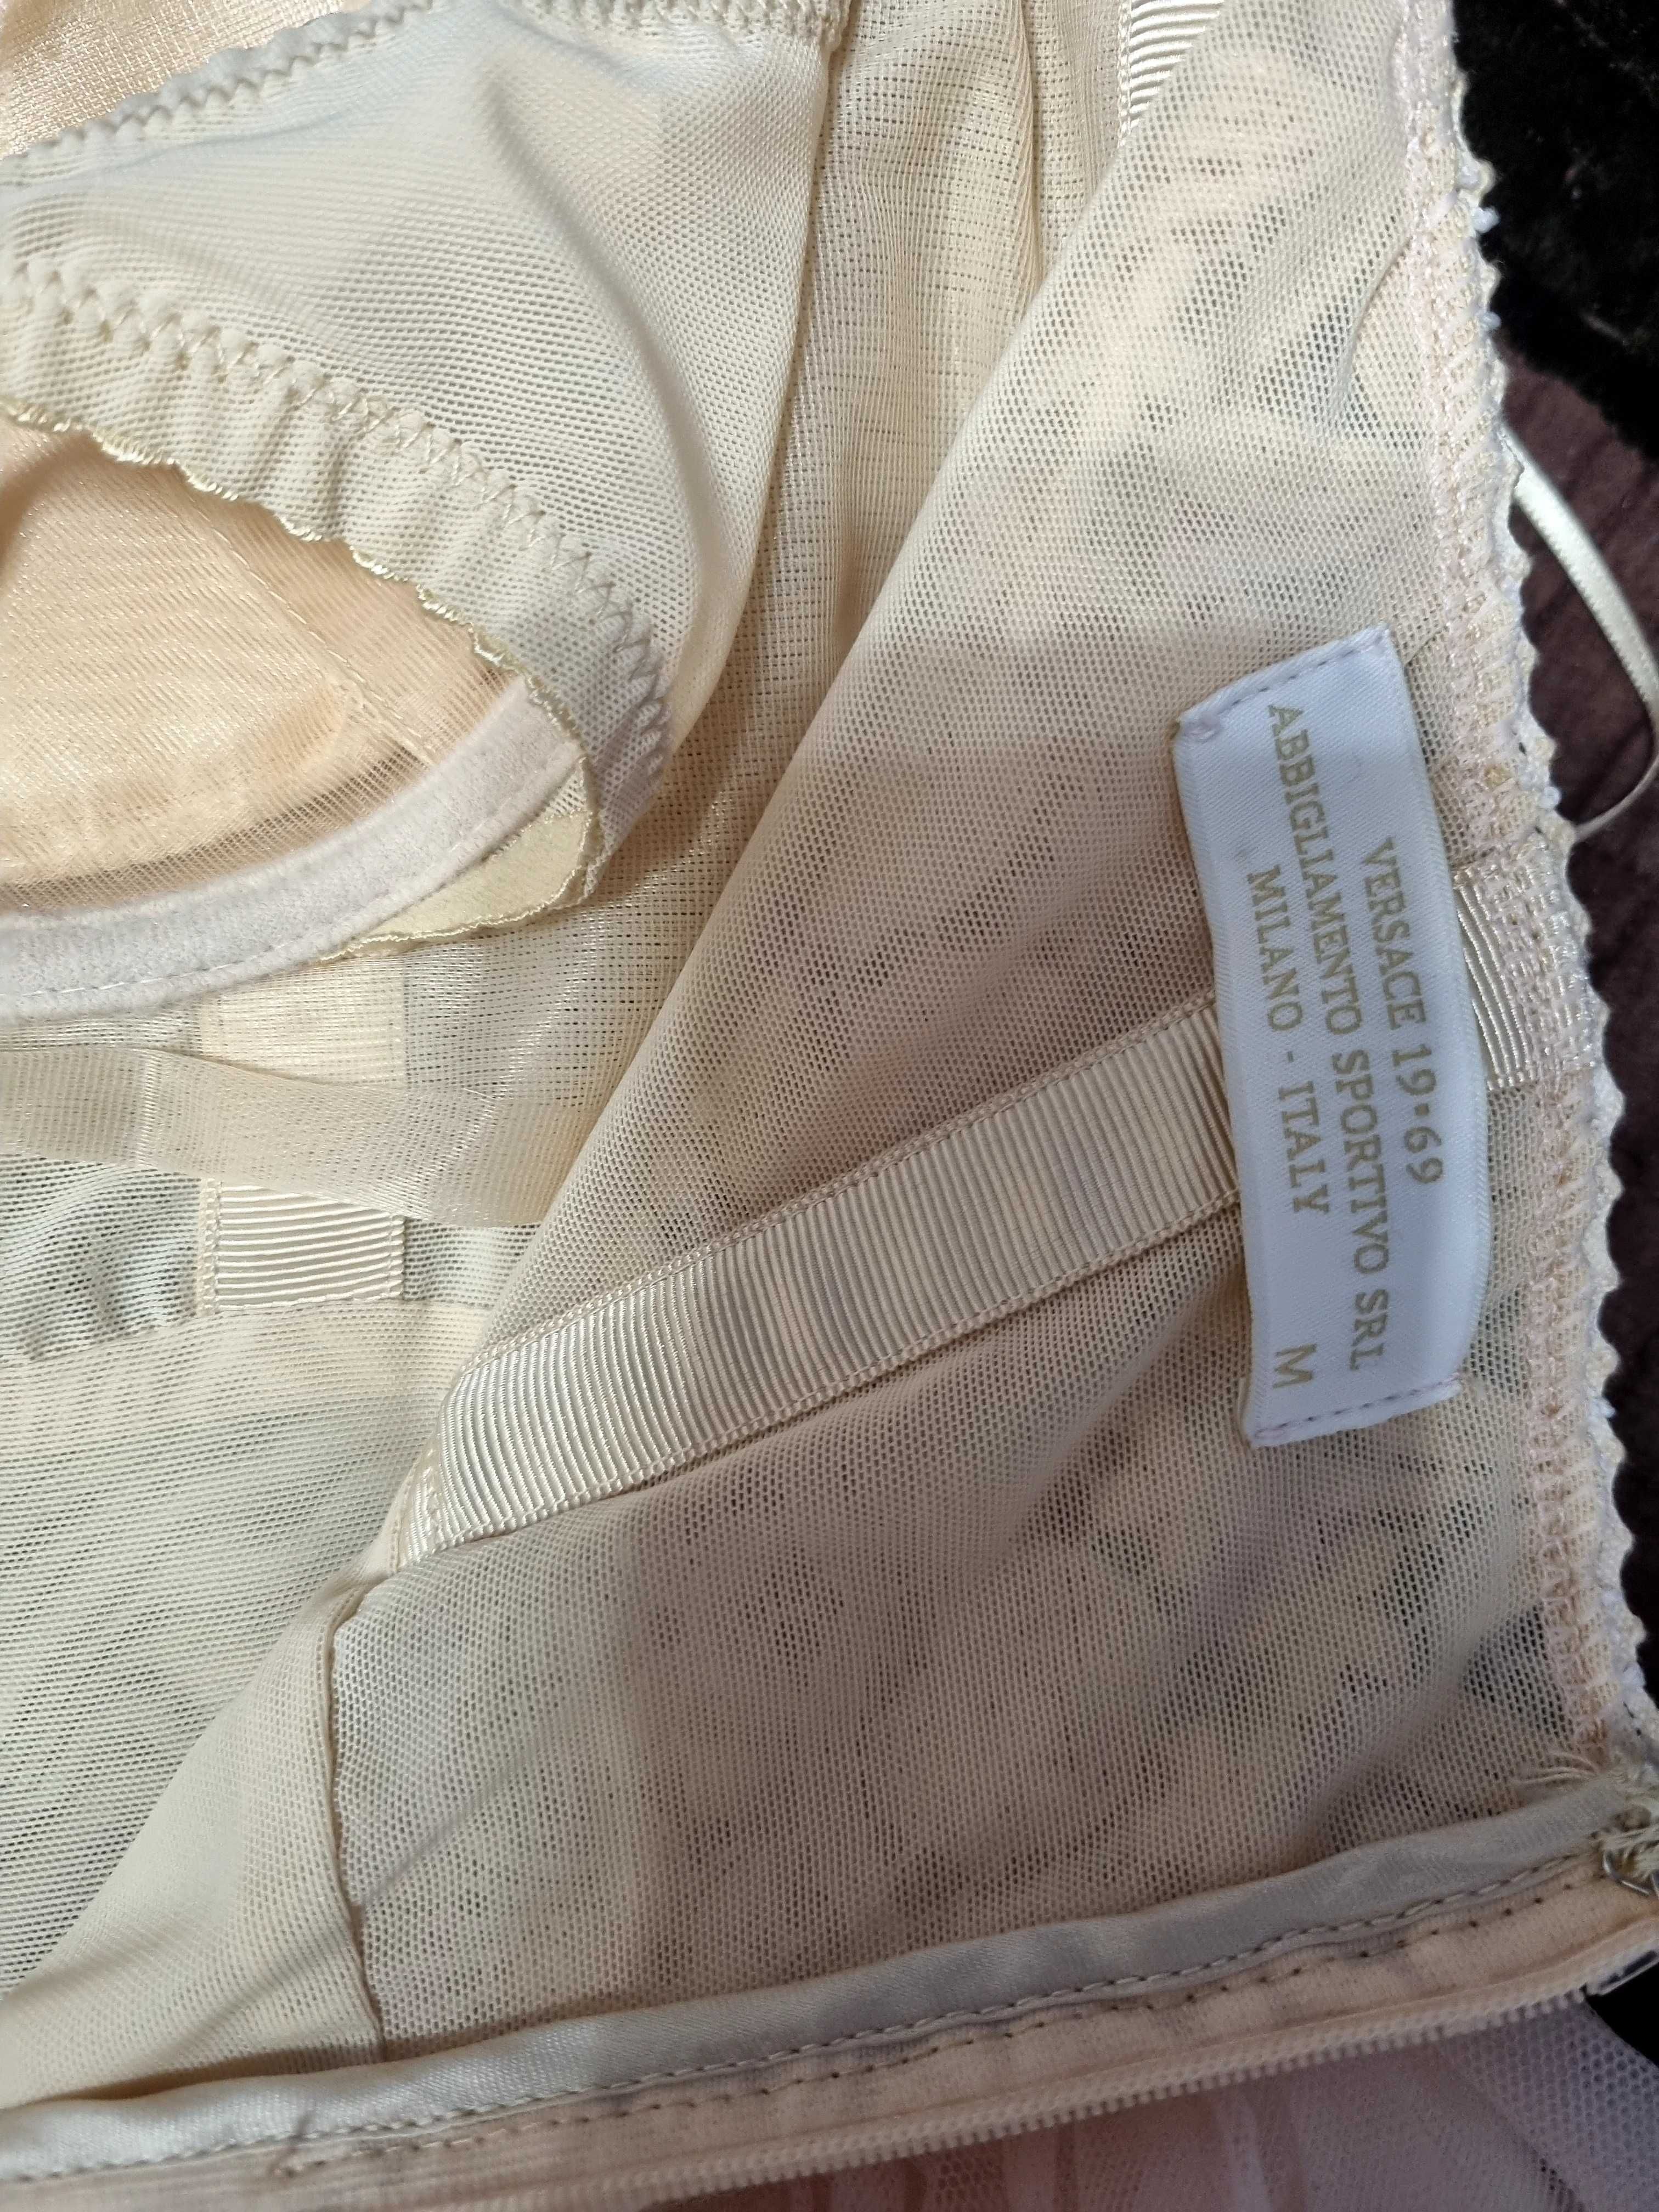 VERSACE 19•69
ABBIGLIAMENTO SPORTIVO SRL
MILANO - ITALY M